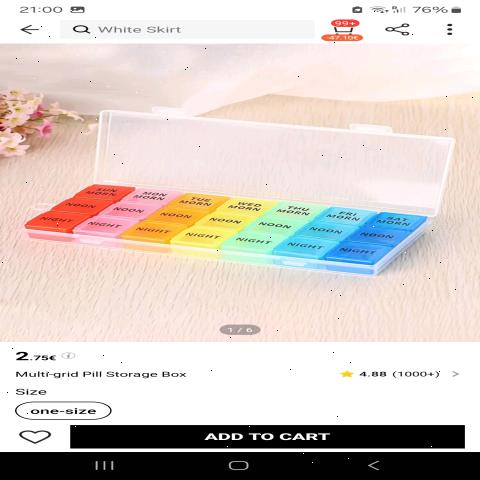 21:00 76%
White Skirt
99+
-47.10€
SUN MORN
NOON
NIGHT
MON MORN
NOON
NIGHT
TUE MORN
NOON
NIGHT
WED MORN
NOON
NIGHT
THU MORN
NOON
NIGHT
FRI MORN
NOON
NIGHT
SAT MORN
NOON
NIGHT
1 / 6
2.75€
Multi-grid Pill Storage Box 4.88 (1000+)
Size
one-size
ADD TO CART